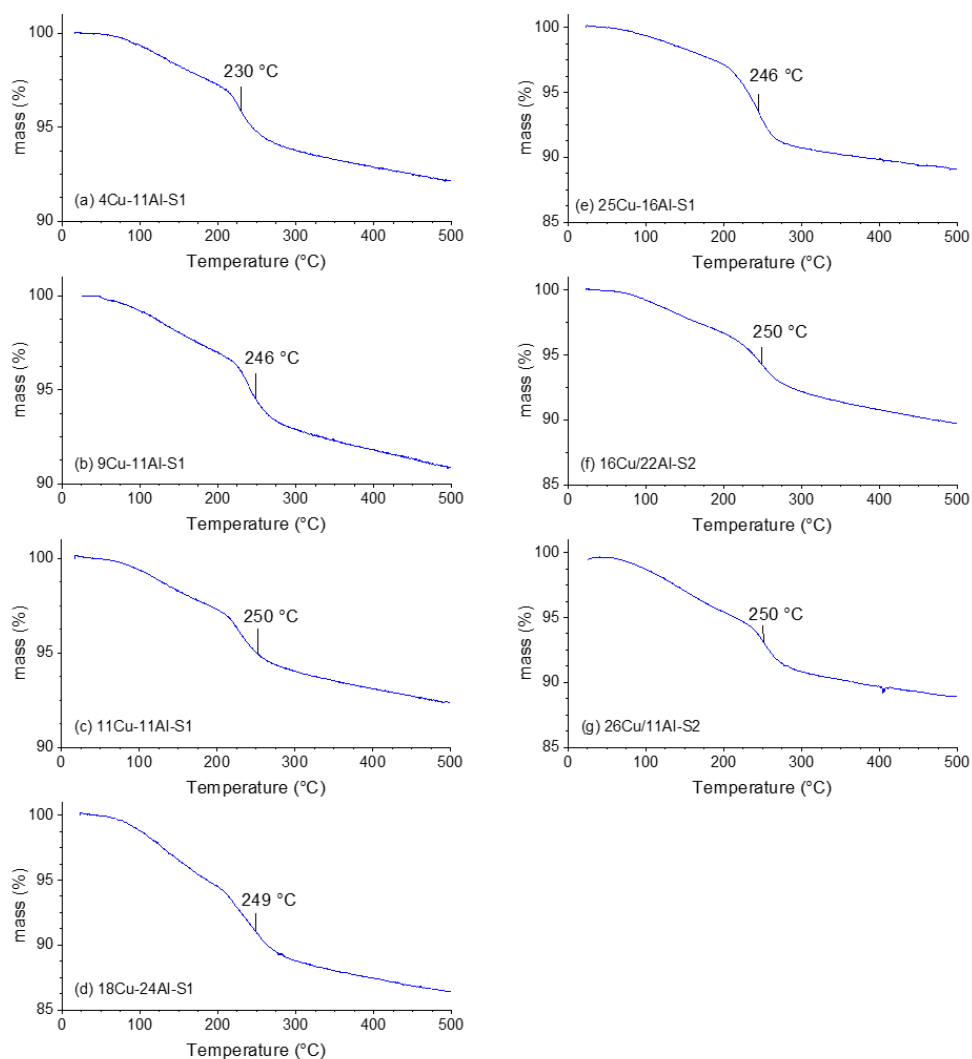 100
95
90
mass (%)
230 °C
(a) 4Cu-11Al-S1
0 100 200 300 400 500
Temperature (°C)
100
95
90
85
mass (%)
246 °C
(e) 25Cu-16Al-S1
0 100 200 300 400 500
Temperature (°C)
100
95
90
mass (%)
246 °C
(b) 9Cu-11Al-S1
0 100 200 300 400 500
Temperature (°C)
100
95
90
85
mass (%)
250 °C
(f) 16Cu/22Al-S2
0 100 200 300 400 500
Temperature (°C)
100
95
90
mass (%)
250 °C
(c) 11Cu-11Al-S1
0 100 200 300 400 500
Temperature (°C)
100
95
90
85
mass (%)
250 °C
(g) 26Cu/11Al-S2
0 100 200 300 400 500
Temperature (°C)
100
95
90
85
mass (%)
249 °C
(d) 18Cu-24Al-S1
0 100 200 300 400 500
Temperature (°C)